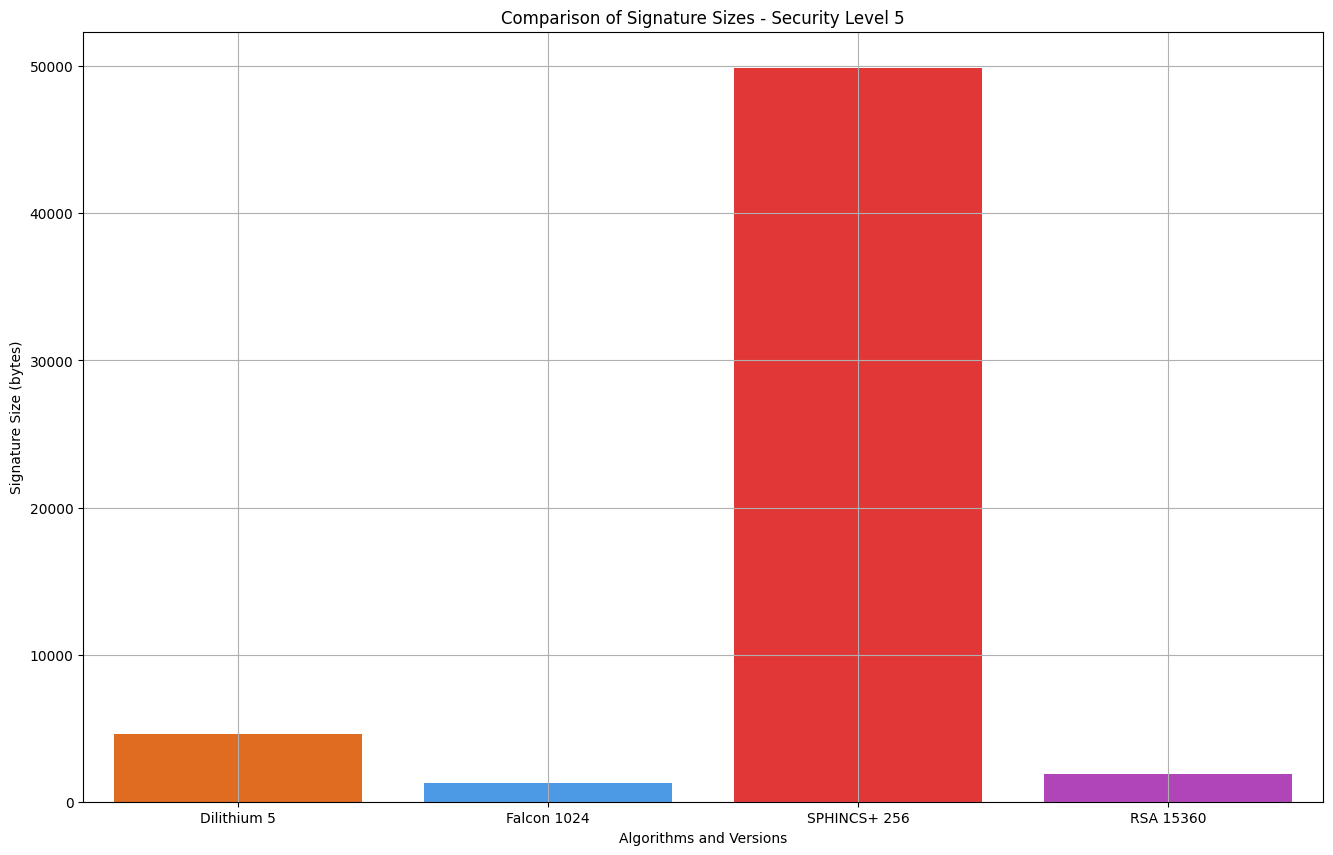 Comparison of Signature Sizes - Security Level 5
50000
40000
30000
20000
10000
0
Signature Size (bytes)
Dilithium 5
Falcon 1024
SPHINCS+ 256
RSA 15360
Algorithms and Versions